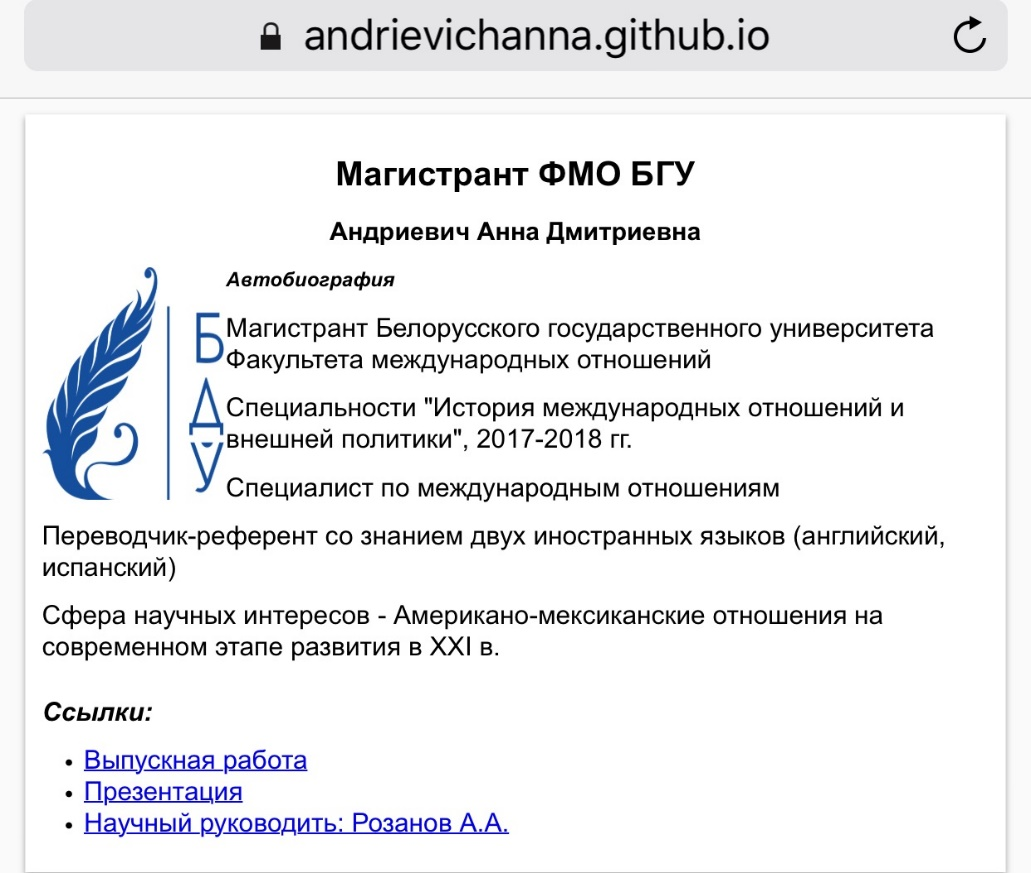 andrievichanna.github.io
Магистрант ФМО БГУ
Андриевич Анна Дмитриевна
БДУ
Автобиография
Магистрант Белорусского государственного университета
Факультета международных отношений
Специальности "История международных отношений и
внешней политики", 2017-2018 гг.
Специалист по международным отношениям
Переводчик-референт со знанием двух иностранных языков (английский,
испанский)
Сфера научных интересов - Американо-мексиканские отношения на
современном этапе развития в XXI в.
Ссылки:
• Выпускная работа
• Презентация
• Научный руководить: Розанов А.А.